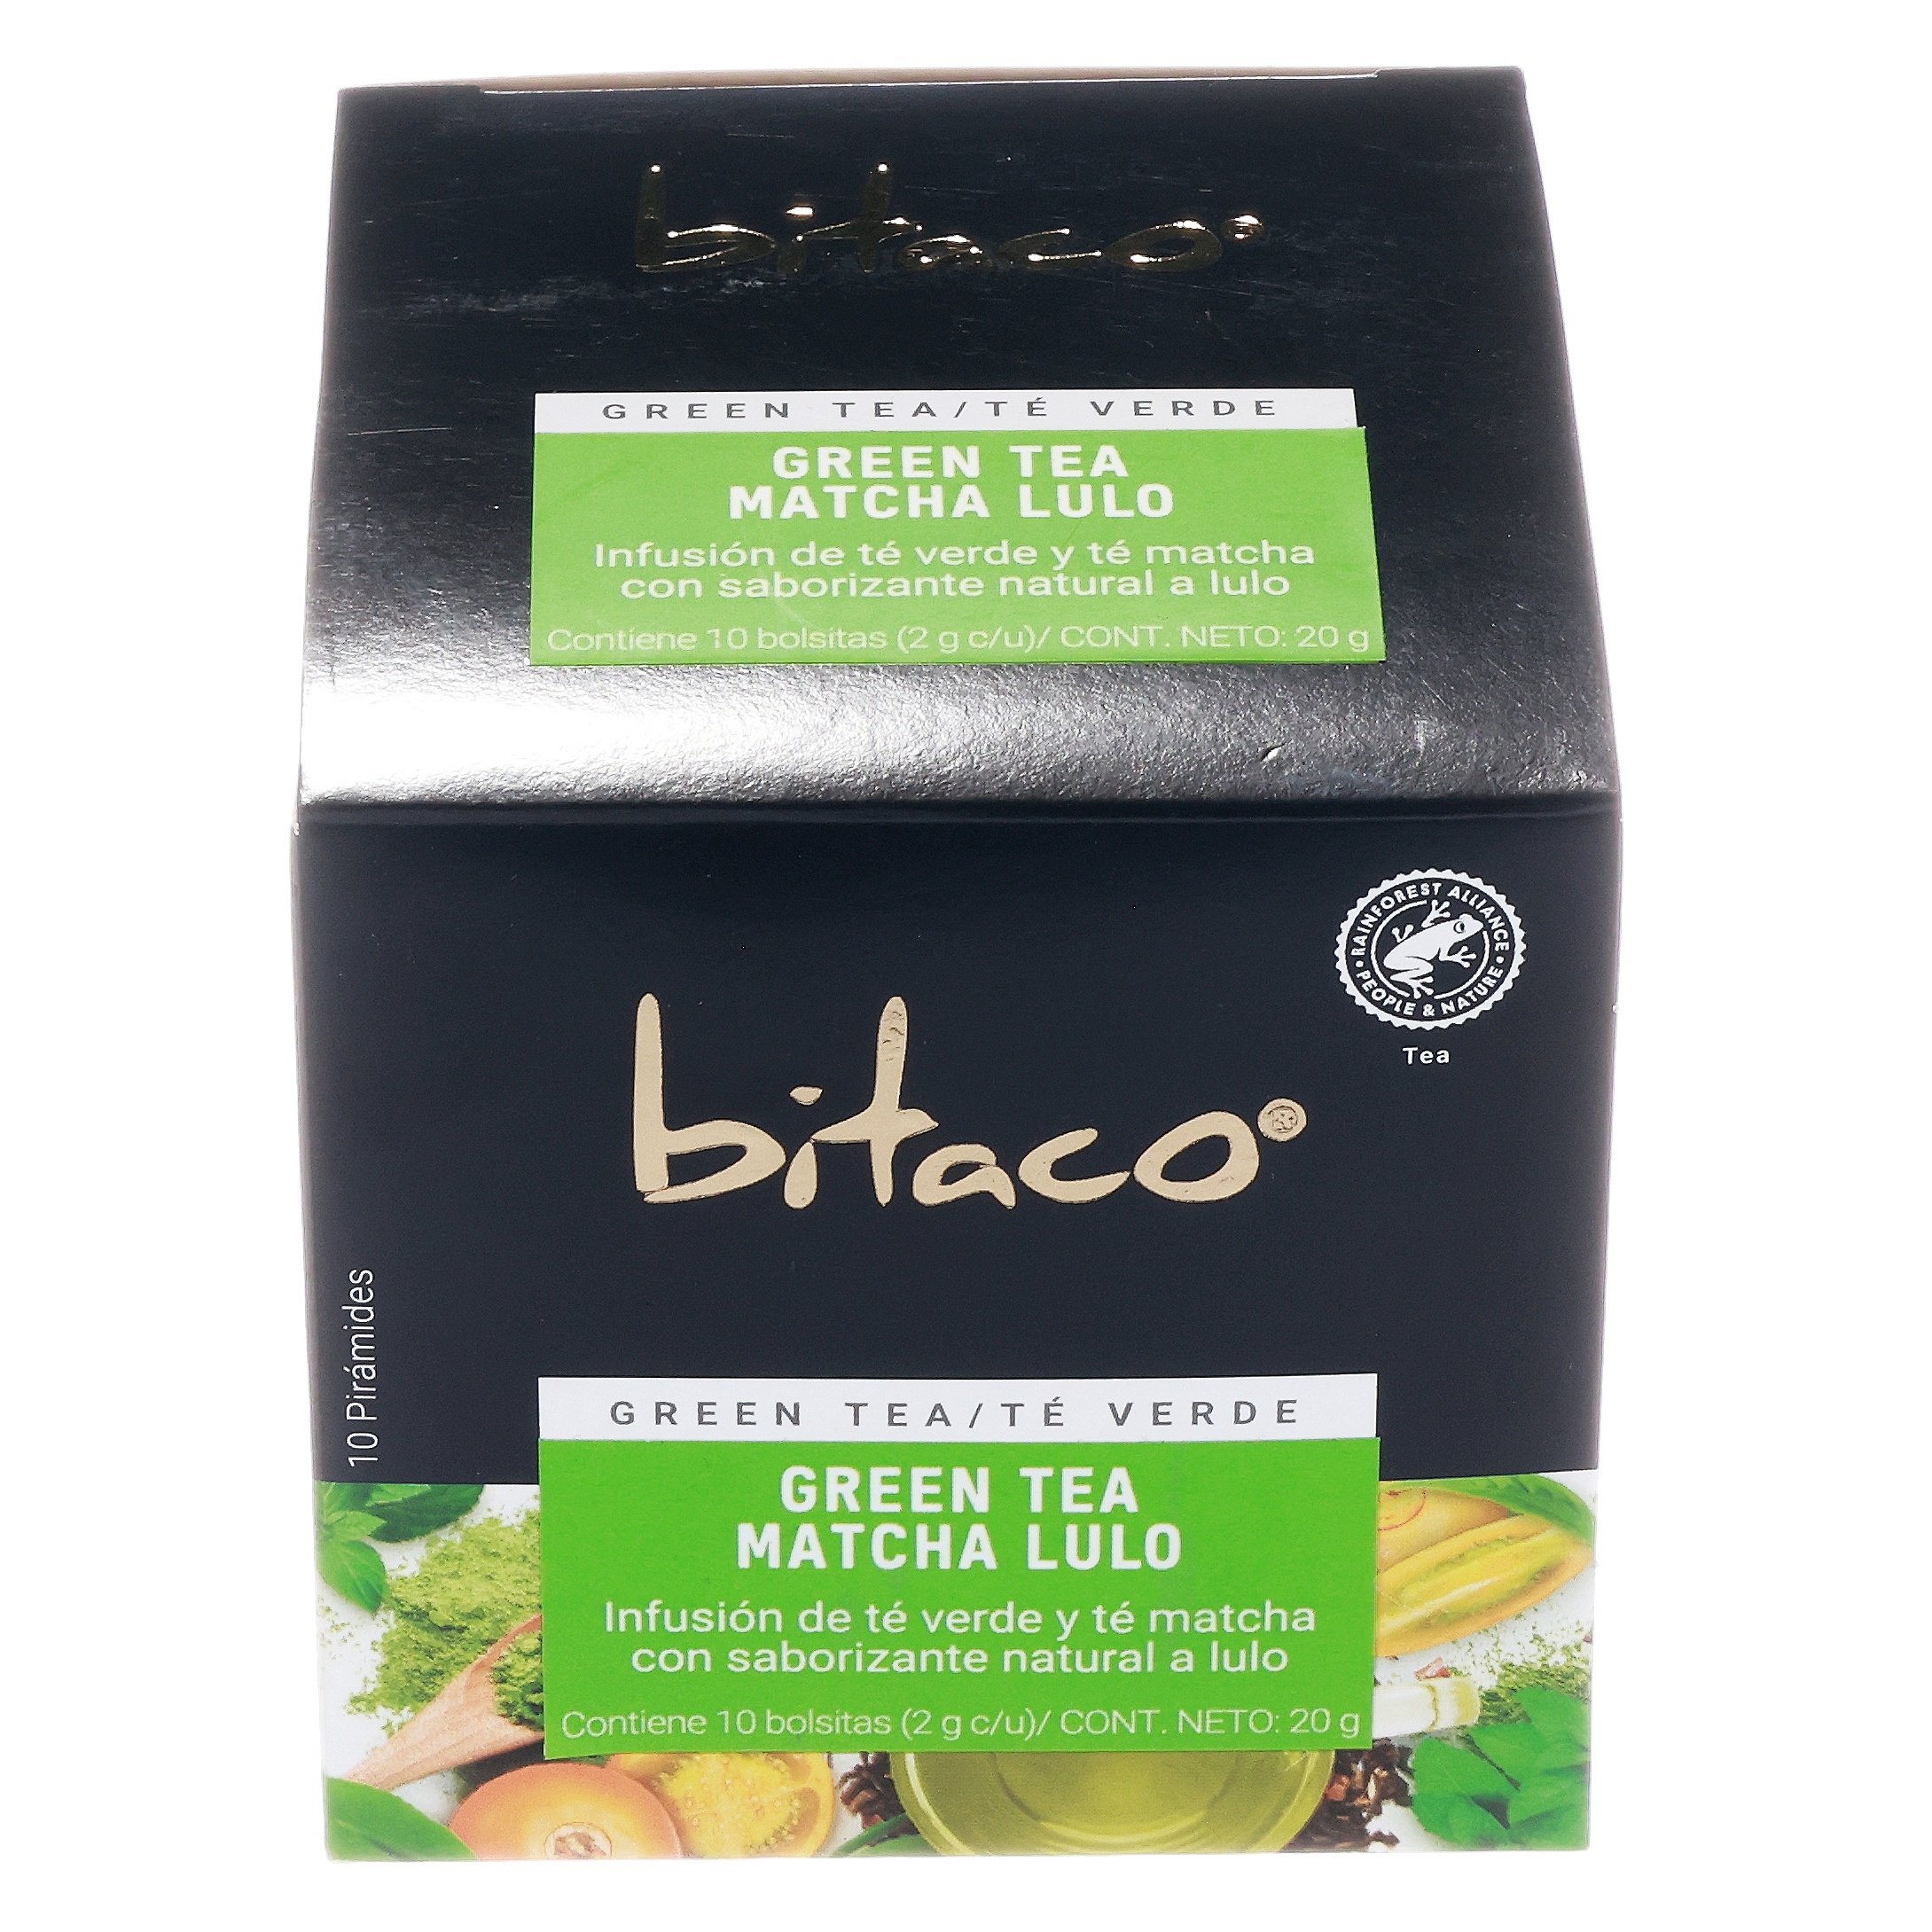 bitaco®
GREEN TEA/TÉ VERDE
GREEN TEA
MATCHA LULO
Infusión de té verde y té matcha
con saborizante natural a lulo
Contiene 10 bolsitas (2 g c/u)/ CONT. NETO: 20 g
RAINFOREST ALLIANCE
PEOPLE & NATURE
Tea
bitaco®
10 Pirámides
GREEN TEA/TÉ VERDE
GREEN TEA
MATCHA LULO
Infusión de té verde y té matcha
con saborizante natural a lulo
Contiene 10 bolsitas (2 g c/u)/ CONT. NETO: 20 g